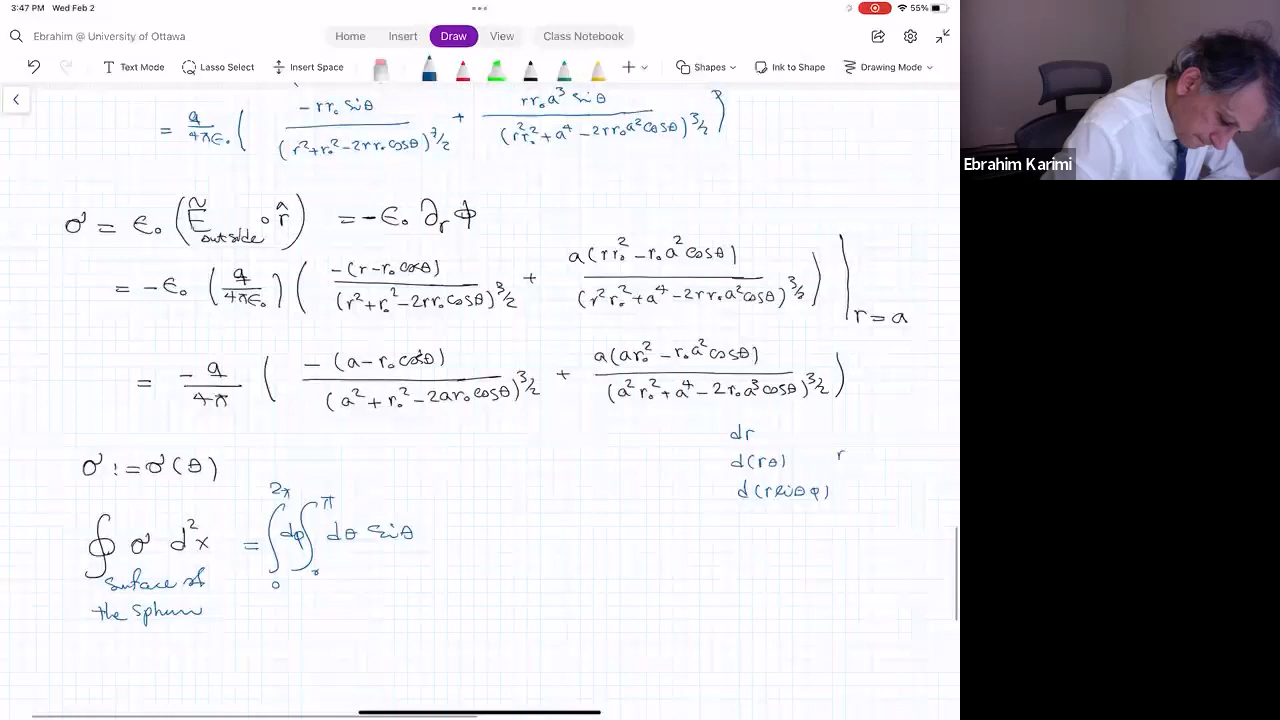 3:47 PM Wed Feb 2
55%
Ebrahim @ University of Ottawa
Home Insert Draw View Class Notebook
Text Mode Lasso Select Insert Space Shapes Ink to Shape Drawing Mode
= q/4πε₀ ( -rr₀ sinθ / (r²+r₀²-2rr₀cosθ)^3/2 + rr₀a³ sinθ / (r²r₀²+a⁴-2rr₀a²cosθ)^3/2 )
σ = ε₀ (Ẽoutside ∘ r̂) = -ε₀ ∂rϕ
= -ε₀ (q/4πε₀) ( -(r-r₀cosθ) / (r²+r₀²-2rr₀cosθ)^3/2 + a(rr₀²-r₀a²cosθ) / (r²r₀²+a⁴-2rr₀a²cosθ)^3/2 ) |r=a
= -q/4π ( -(a-r₀cosθ) / (a²+r₀²-2ar₀cosθ)^3/2 + a(ar₀²-r₀a²cosθ) / (a²r₀²+a⁴-2r₀a³cosθ)^3/2 )
dr
d(rθ) r
d(r sinθ φ)
σ := σ(θ)
∮ σ d²x = ∫₀^2π dφ ∫₀^π dθ sinθ
surface of
the sphere
Ebrahim Karimi